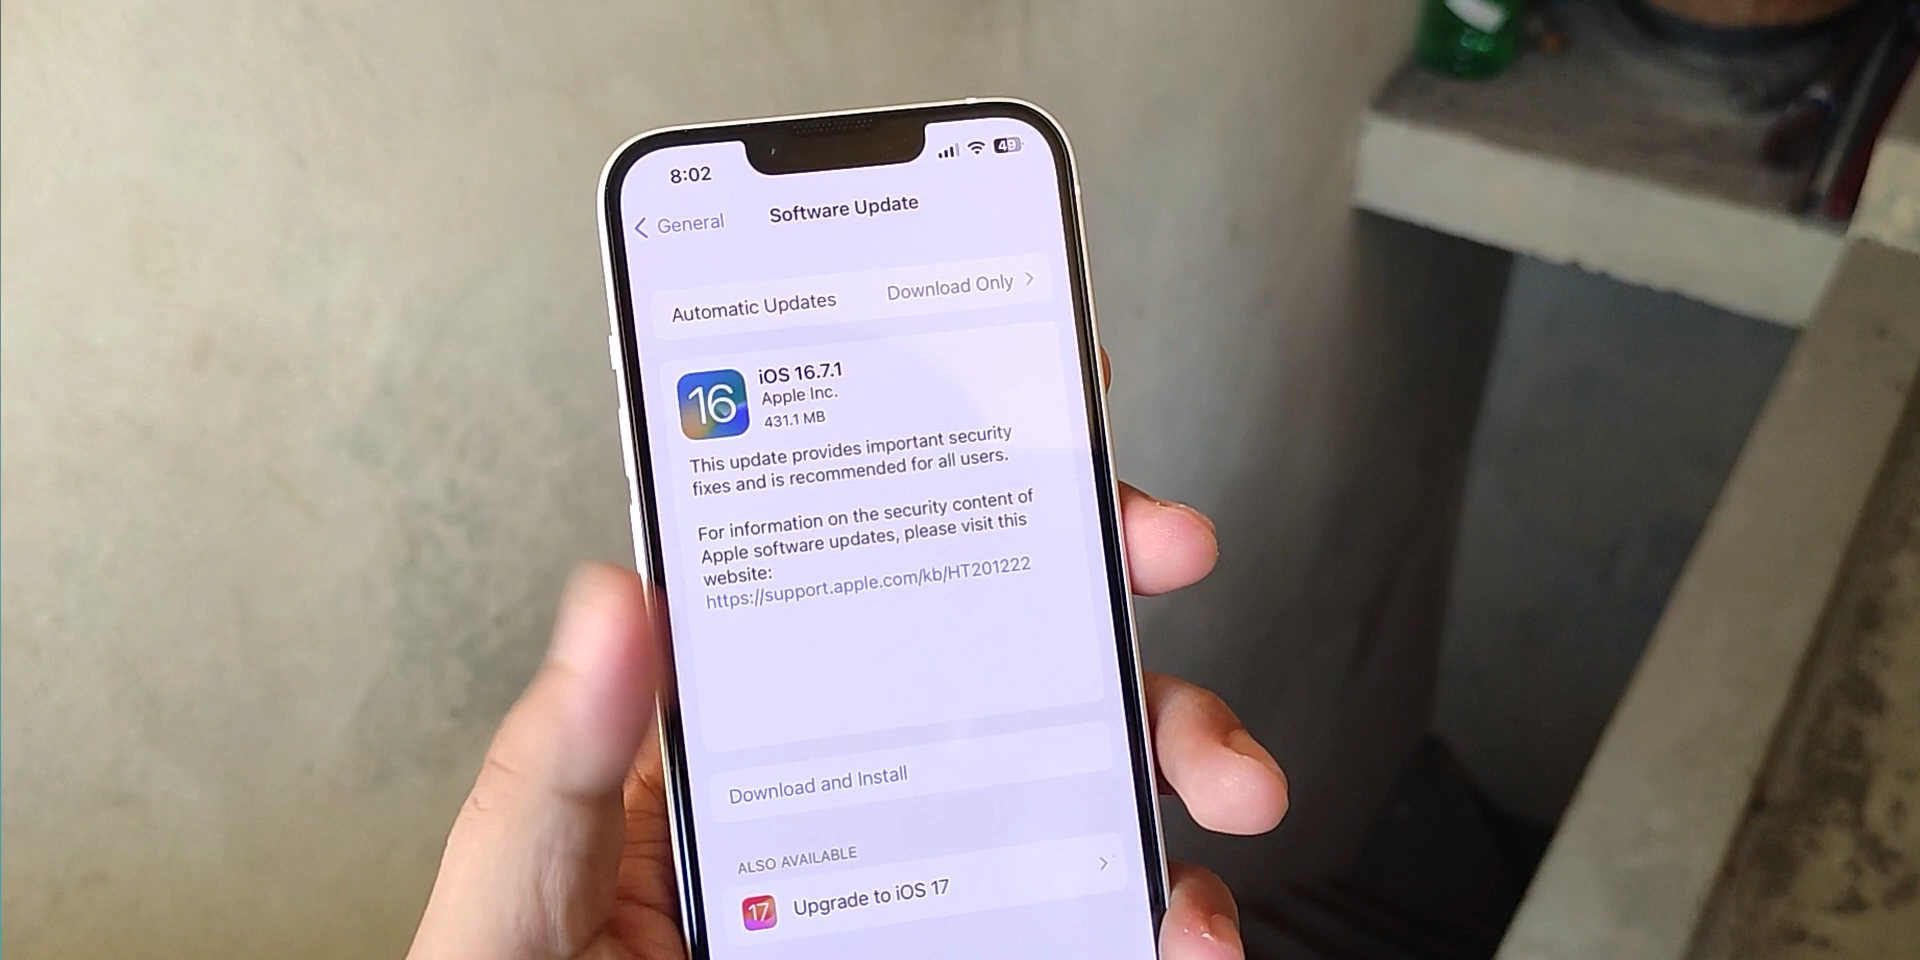 8:02
49
General
Software Update
Automatic Updates
Download Only
16
iOS 16.7.1
Apple Inc.
431.1 MB
This update provides important security
fixes and is recommended for all users.
For information on the security content of
Apple software updates, please visit this
website:
https://support.apple.com/kb/HT201222
Download and Install
ALSO AVAILABLE
17
Upgrade to iOS 17